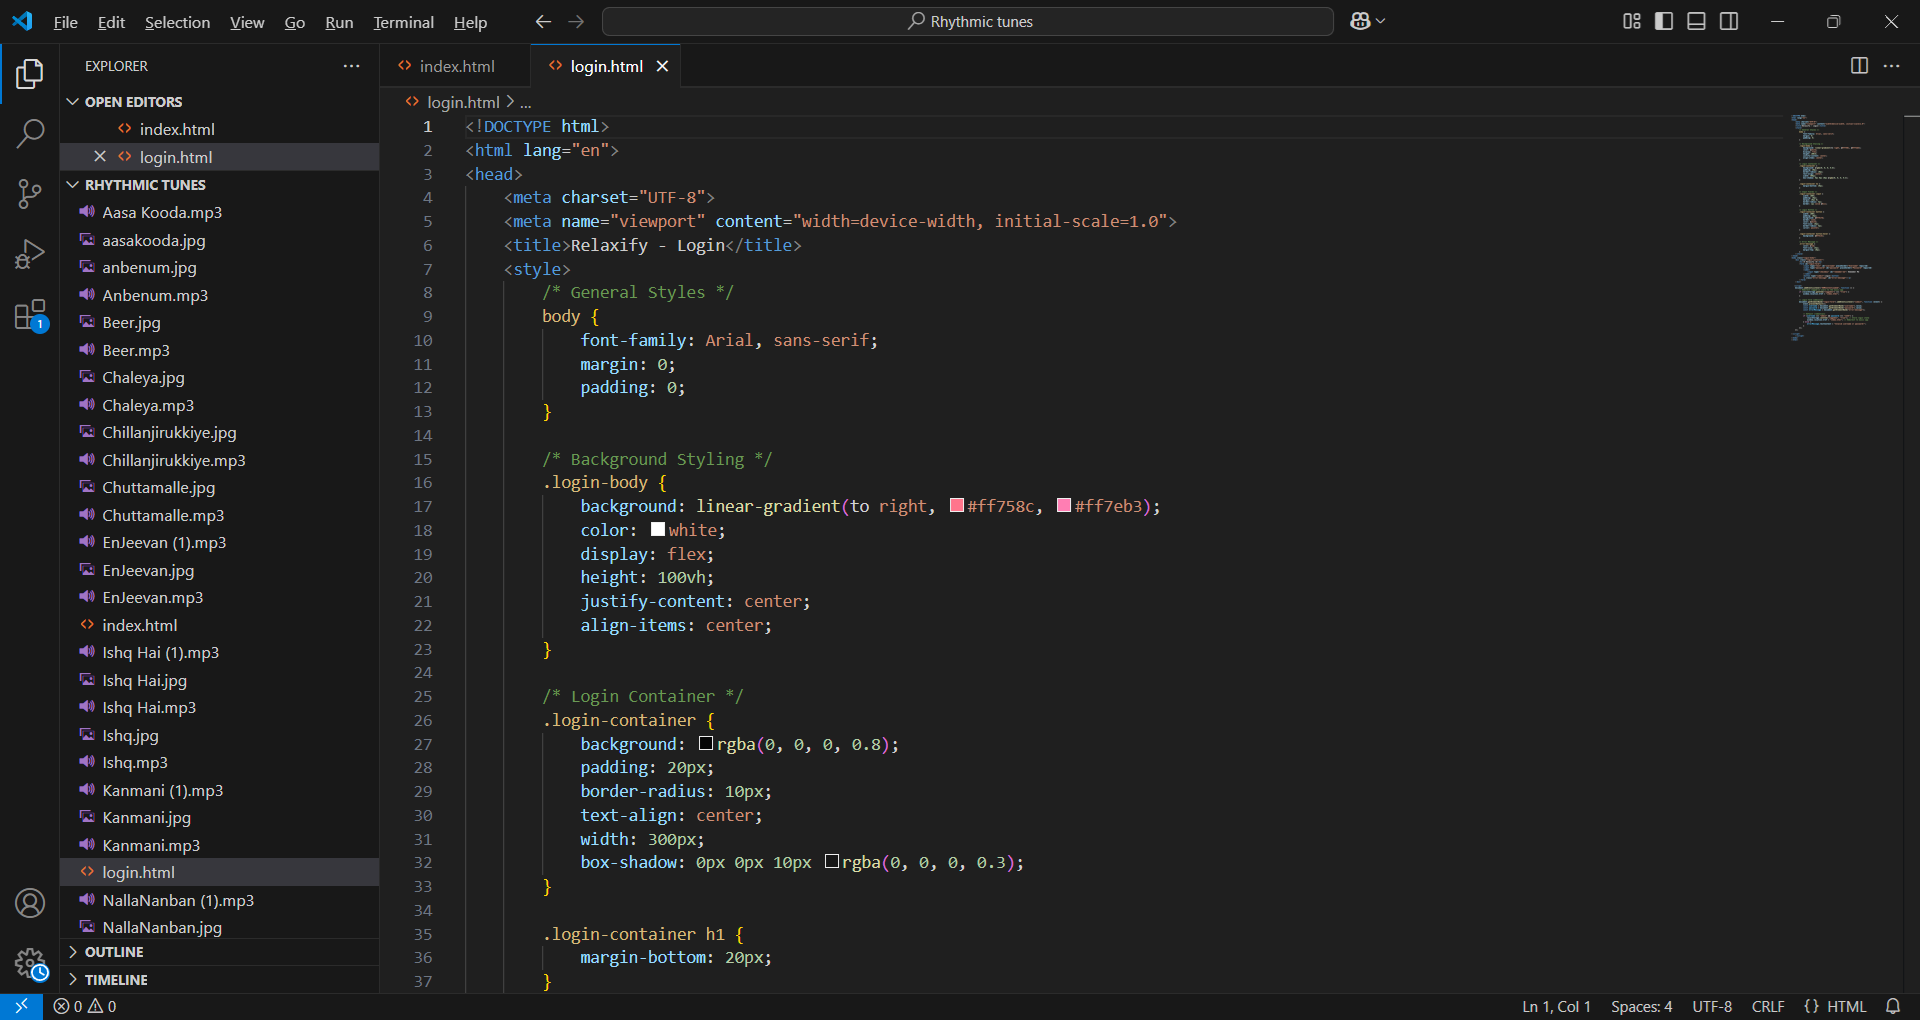 File Edit Selection View Go Run Terminal Help
Rhythmic tunes
EXPLORER
OPEN EDITORS
index.html
login.html
RHYTHMIC TUNES
Aasa Kooda.mp3
aasakooda.jpg
anbenum.jpg
Anbenum.mp3
Beer.jpg
Beer.mp3
Chaleya.jpg
Chaleya.mp3
Chillanjirukkiye.jpg
Chillanjirukkiye.mp3
Chuttamalle.jpg
Chuttamalle.mp3
EnJeevan (1).mp3
EnJeevan.jpg
EnJeevan.mp3
index.html
Ishq Hai (1).mp3
Ishq Hai.jpg
Ishq Hai.mp3
Ishq.jpg
Ishq.mp3
Kanmani (1).mp3
Kanmani.jpg
Kanmani.mp3
login.html
NallaNanban (1).mp3
NallaNanban.jpg
OUTLINE
TIMELINE
1
index.html login.html
login.html > ...
1 <!DOCTYPE html>
2 <html lang="en">
3 <head>
4 <meta charset="UTF-8">
5 <meta name="viewport" content="width=device-width, initial-scale=1.0">
6 <title>Relaxify - Login</title>
7 <style>
8 /* General Styles */
9 body {
10 font-family: Arial, sans-serif;
11 margin: 0;
12 padding: 0;
13 }
14
15 /* Background Styling */
16 .login-body {
17 background: linear-gradient(to right, #ff758c, #ff7eb3);
18 color: white;
19 display: flex;
20 height: 100vh;
21 justify-content: center;
22 align-items: center;
23 }
24
25 /* Login Container */
26 .login-container {
27 background: rgba(0, 0, 0, 0.8);
28 padding: 20px;
29 border-radius: 10px;
30 text-align: center;
31 width: 300px;
32 box-shadow: 0px 0px 10px rgba(0, 0, 0, 0.3);
33 }
34
35 .login-container h1 {
36 margin-bottom: 20px;
37 }
0 0
Ln 1, Col 1 Spaces: 4 UTF-8 CRLF {} HTML